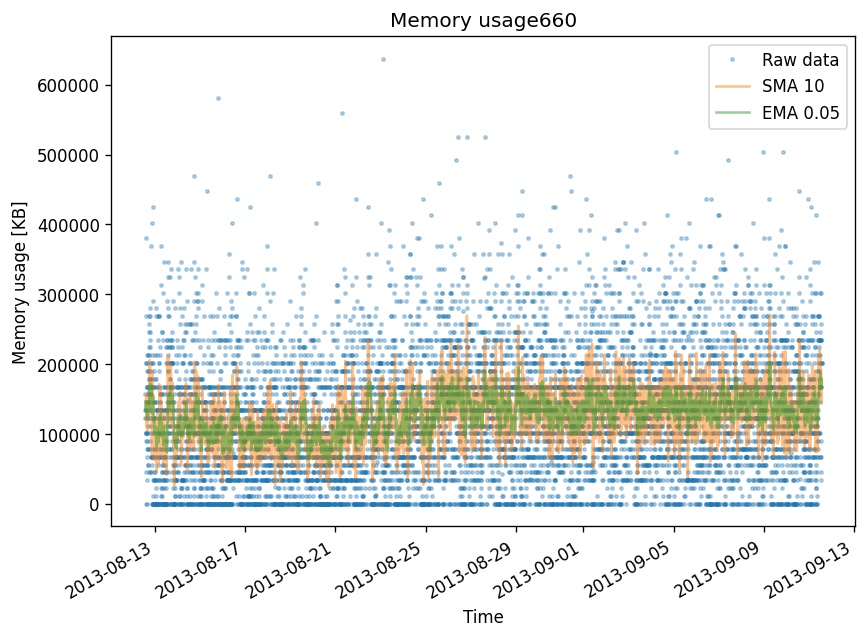 Memory usage660
Raw data
SMA 10
EMA 0.05
Memory usage [KB]
600000
500000
400000
300000
200000
100000
0
2013-08-13
2013-08-17
2013-08-21
2013-08-25
2013-08-29
2013-09-01
2013-09-05
2013-09-09
2013-09-13
Time